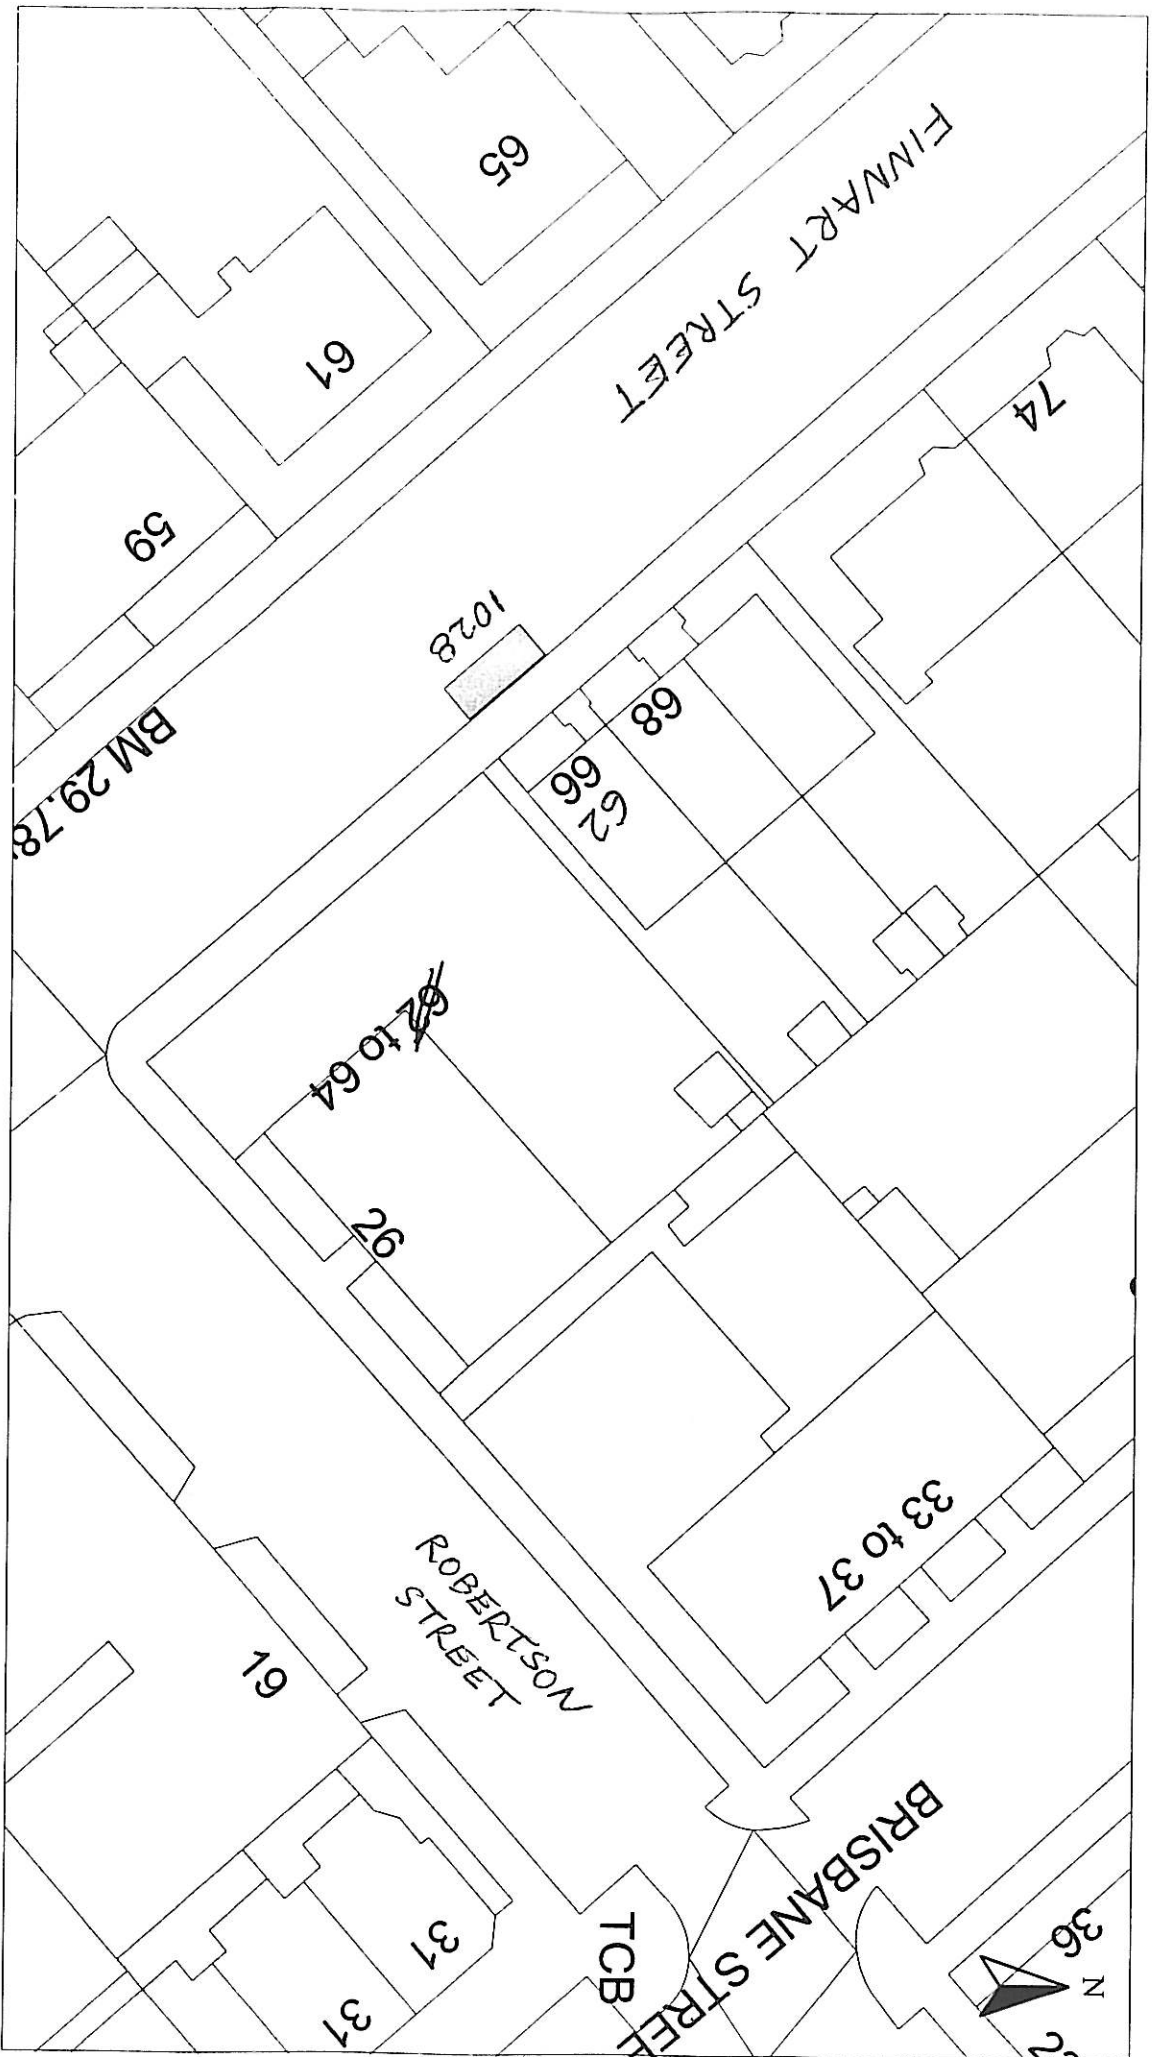 65
FINNART STREET
61
74
59
1028
BM 29.78
68
66
62
62 to 64
26
33 to 37
ROBERTSON
STREET
19
BRISBANE STREE
36
N
31
TCB
31